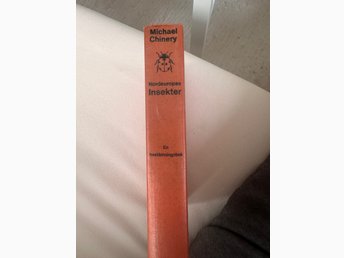 Michael
Chinery
Nordeuropas
Insekter
En
bestämningsbok